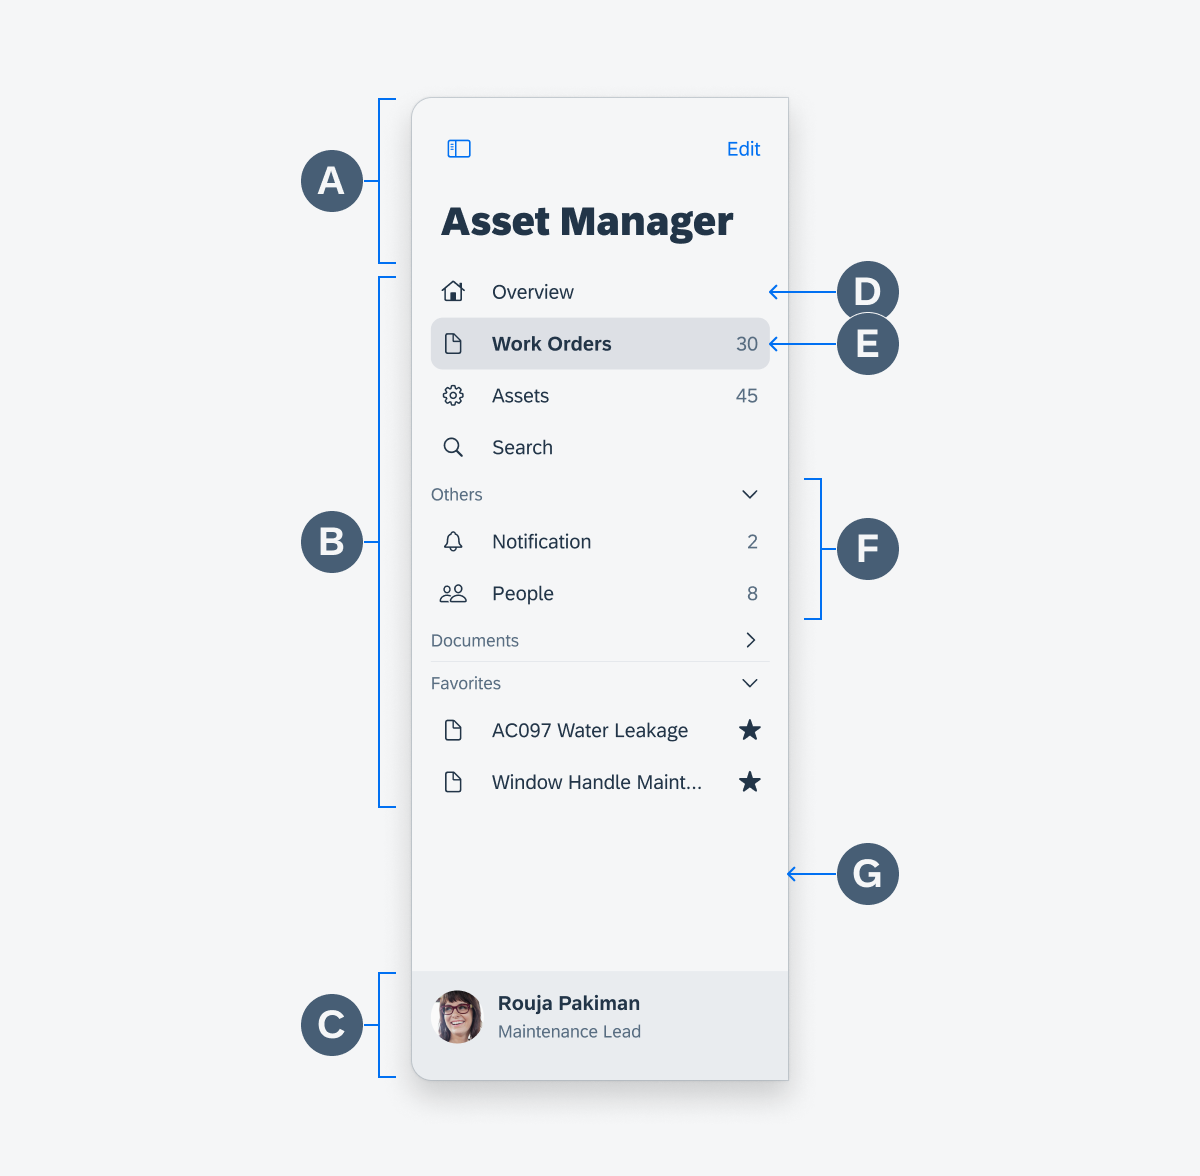 A
Edit
Asset Manager
Overview
D
Work Orders 30
E
Assets 45
Search
Others
B
Notification 2
F
People 8
Documents
Favorites
AC097 Water Leakage
Window Handle Maint...
G
C
Rouja Pakiman
Maintenance Lead